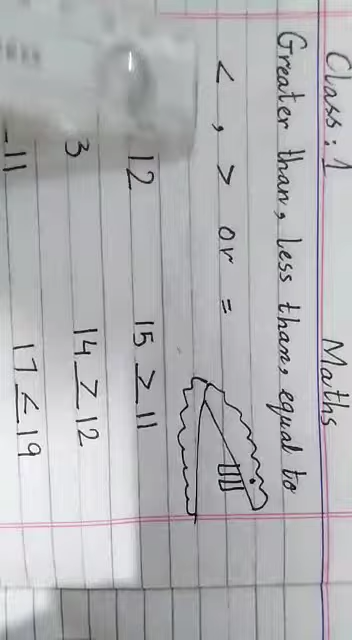 Class: 1 Maths
Greater than, less than, equal to
<, > or =
12 15 > 11
3 14 > 12
11 17 < 19